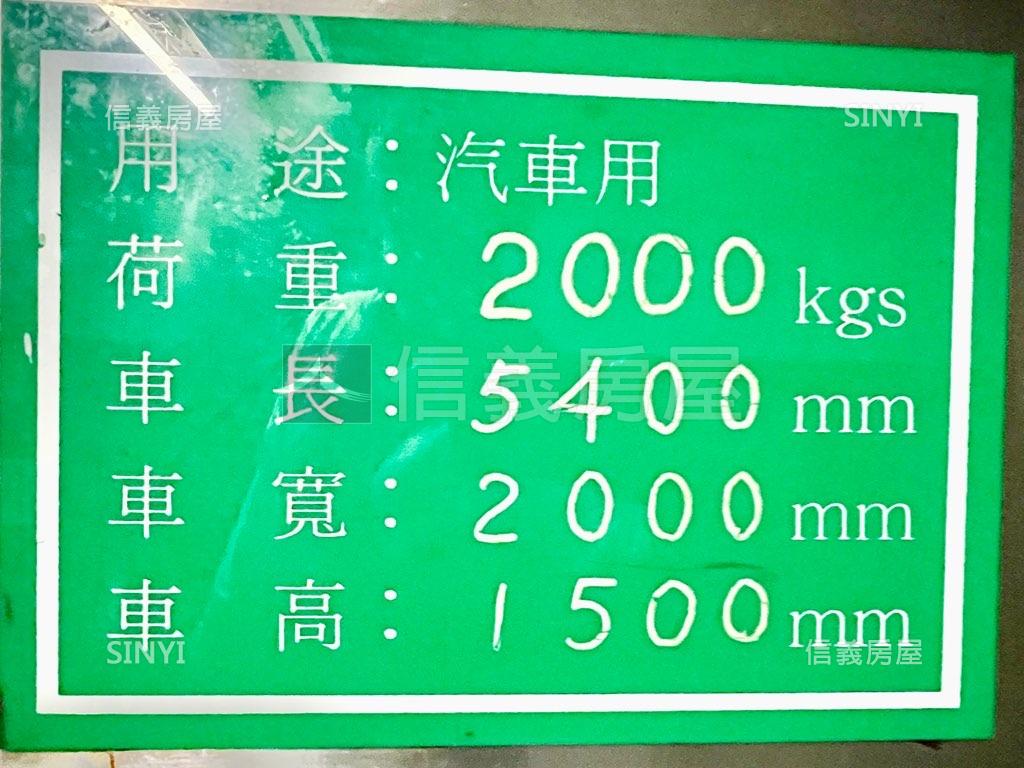 信義房屋 SINYI
用途：汽車用
荷重：2000 kgs
信義房屋
車長：5400 mm
車寬：2000 mm
車高：1500 mm
SINYI 信義房屋